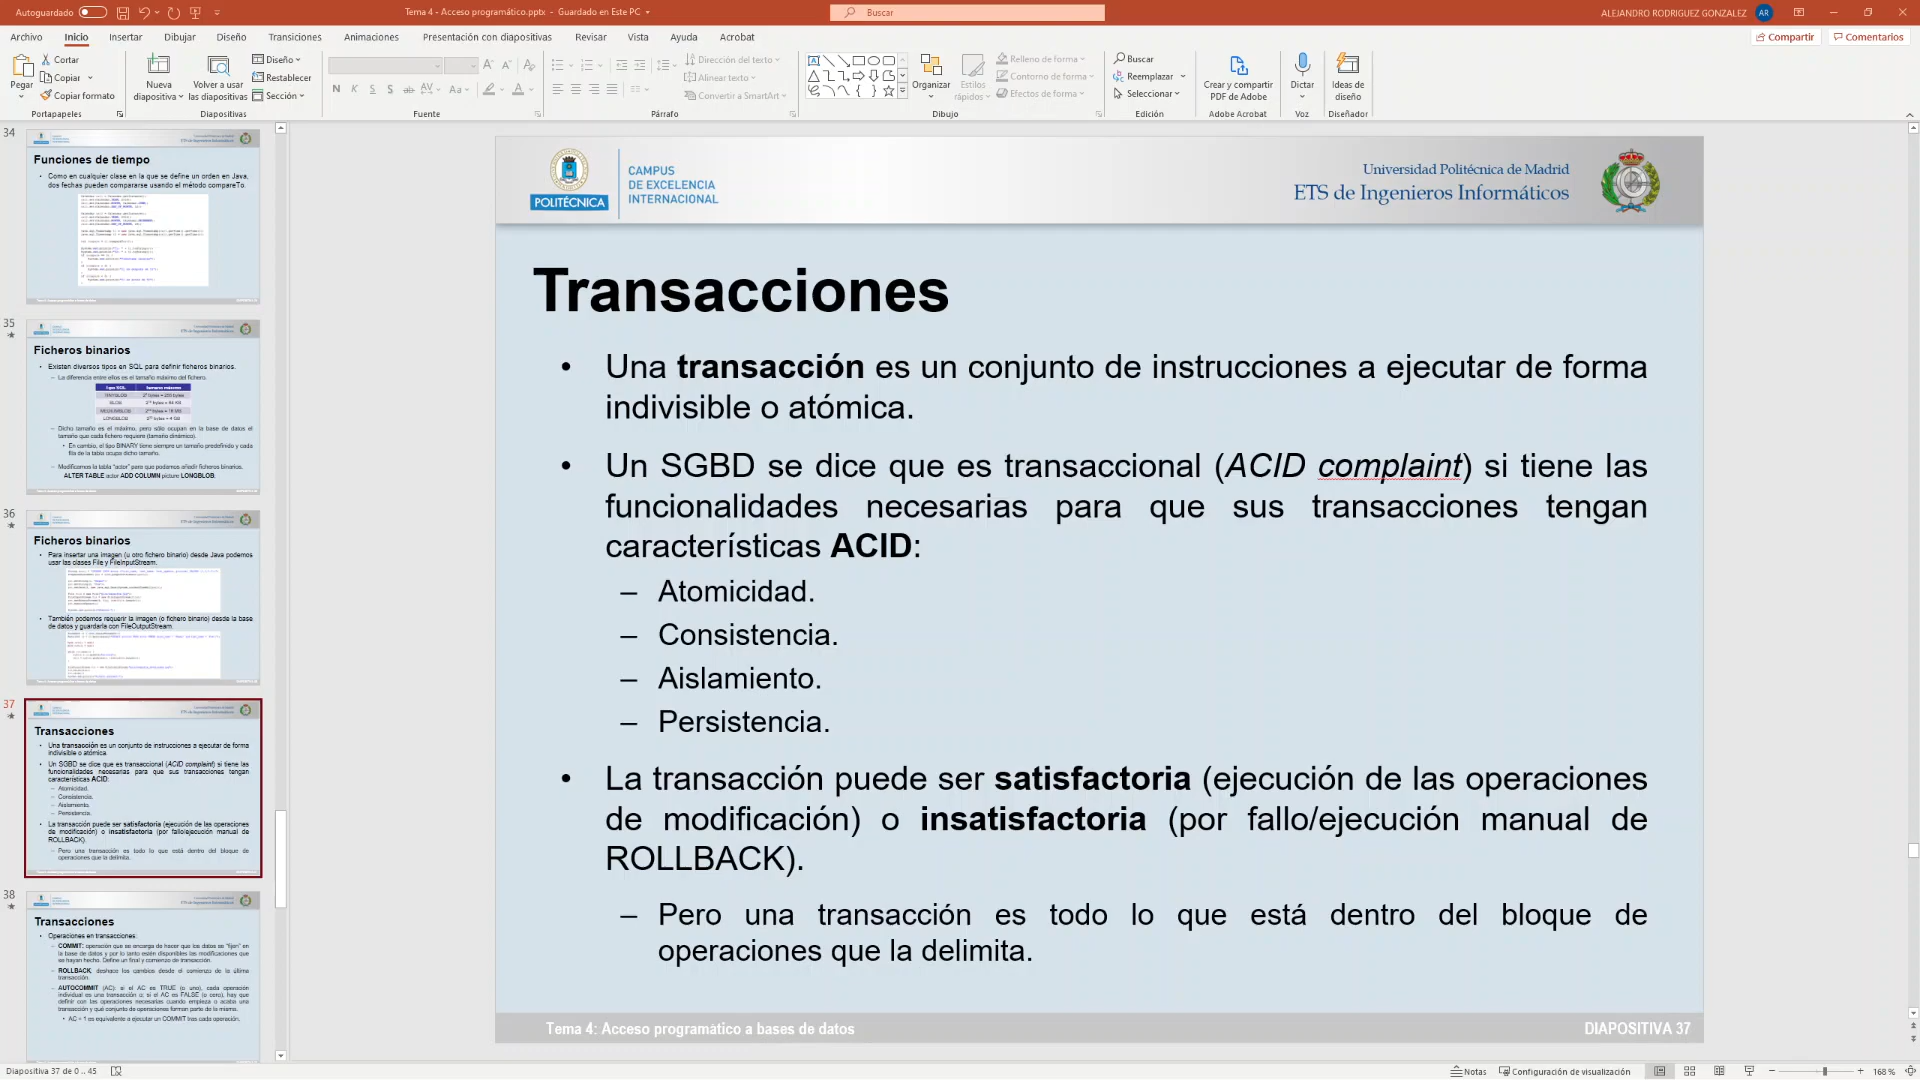 Autoguardado
Tema 4 - Acceso programático.pptx - Guardado en Este PC
Buscar
ALEJANDRO RODRIGUEZ GONZALEZ
AR
Archivo
Inicio
Insertar
Dibujar
Diseño
Transiciones
Animaciones
Presentación con diapositivas
Revisar
Vista
Ayuda
Acrobat
Compartir
Comentarios
Pegar
Cortar
Copiar
Copiar formato
Portapapeles
Nueva diapositiva
Volver a usar las diapositivas
Diseño
Restablecer
Sección
Diapositivas
Fuente
Dirección del texto
Alinear texto
Convertir a SmartArt
Párrafo
Organizar
Estilos rápidos
Relleno de forma
Contorno de forma
Efectos de forma
Dibujo
Buscar
Reemplazar
Seleccionar
Edición
Crear y compartir PDF de Adobe
Adobe Acrobat
Dictar
Voz
Ideas de diseño
Diseñador
34
Funciones de tiempo
• Como en cualquier clase en la que se define un orden en Java,
dos fechas pueden compararse usando el método compareTo.
35
Ficheros binarios
• Existen diversos tipos en SQL para definir ficheros binarios.
– La diferencia entre ellos es el tamaño máximo del fichero.
– Dicho tamaño es el máximo, pero sólo ocupan en la base de datos el
tamaño que cada fichero requiere (tamaño dinámico).
• En cambio, el tipo BINARY tiene siempre un tamaño predefinido y cada
fila de la tabla ocupa dicho tamaño.
– Modificamos la tabla "actor" para que podamos añadir ficheros binarios.
ALTER TABLE actor ADD COLUMN picture LONGBLOB;
36
Ficheros binarios
• Para insertar una imagen (u otro fichero binario) desde Java podemos
usar las clases File y FileInputStream.
• También podemos requerir la imagen (o fichero binario) desde la base
de datos y guardarla con FileOutputStream.
37
Transacciones
• Una transacción es un conjunto de instrucciones a ejecutar de forma
indivisible o atómica.
• Un SGBD se dice que es transaccional (ACID complaint) si tiene las
funcionalidades necesarias para que sus transacciones tengan
características ACID:
– Atomicidad.
– Consistencia.
– Aislamiento.
– Persistencia.
• La transacción puede ser satisfactoria (ejecución de las operaciones
de modificación) o insatisfactoria (por fallo/ejecución manual de
ROLLBACK).
– Pero una transacción es todo lo que está dentro del bloque de
operaciones que la delimita.
38
Transacciones
• Operaciones en transacciones:
– COMMIT: operación que se encarga de hacer que los datos se "fijen" en
la base de datos y por lo tanto estén disponibles las modificaciones que
se hayan hecho. Define un final y comienzo de transacción.
– ROLLBACK: deshace los cambios desde el comienzo de la última
transacción.
– AUTOCOMMIT (AC): si el AC es TRUE (o uno), cada operación
individual es una transacción o; si el AC es FALSE (o cero), hay que
definir con las operaciones necesarias cuando empieza o acaba una
transacción y qué conjunto de operaciones forman parte de la misma.
• AC = 1 es equivalente a ejecutar un COMMIT tras cada operación.
POLITÉCNICA
CAMPUS
DE EXCELENCIA
INTERNACIONAL
Universidad Politécnica de Madrid
ETS de Ingenieros Informáticos
Transacciones
• Una transacción es un conjunto de instrucciones a ejecutar de forma
indivisible o atómica.
• Un SGBD se dice que es transaccional (ACID complaint) si tiene las
funcionalidades necesarias para que sus transacciones tengan
características ACID:
– Atomicidad.
– Consistencia.
– Aislamiento.
– Persistencia.
• La transacción puede ser satisfactoria (ejecución de las operaciones
de modificación) o insatisfactoria (por fallo/ejecución manual de
ROLLBACK).
– Pero una transacción es todo lo que está dentro del bloque de
operaciones que la delimita.
Tema 4: Acceso programático a bases de datos
DIAPOSITIVA 37
Diapositiva 37 de 0 .. 45
Notas
Configuración de visualización
168 %